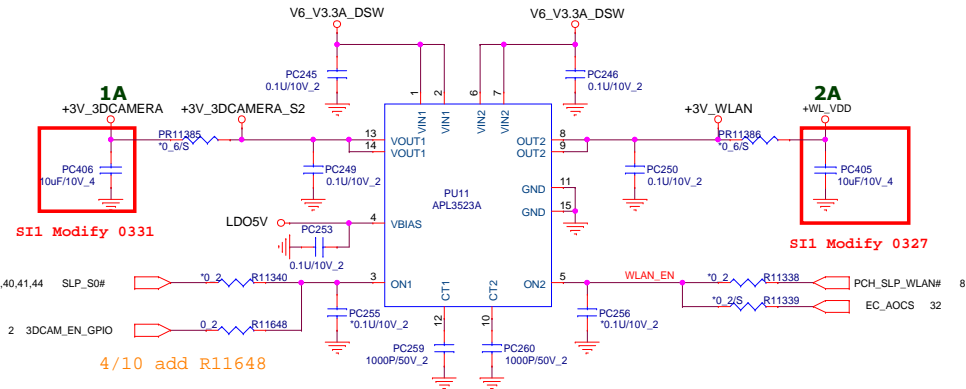 V6_V3.3A_DSW
V6_V3.3A_DSW
PC245
0.1U/10V_2
PC246
0.1U/10V_2
1A
+3V_3DCAMERA
+3V_3DCAMERA_S2
+3V_WLAN
2A
+WL_VDD
1
2
6
7
VIN1
VIN1
VIN2
VIN2
PR11385
*0_6/S
13
14
VOUT1
VOUT1
OUT2
OUT2
8
9
PR11386
*0_6/S
PC406
10uF/10V_4
PC249
0.1U/10V_2
PC250
0.1U/10V_2
PC405
10uF/10V_4
PU11
APL3523A
GND
11
GND
15
SI1 Modify 0331
LDO5V
4
VBIAS
PC253
0.1U/10V_2
SI1 Modify 0327
,40,41,44
SLP_S0#
*0_2
R11340
3
ON1
ON2
5
WLAN_EN
*0_2
R11338
PCH_SLP_WLAN#
8
*0_2/S
R11339
EC_AOCS
32
CT1
CT2
12
10
PC255
*0.1U/10V_2
PC256
*0.1U/10V_2
2
3DCAM_EN_GPIO
0_2
R11648
PC259
1000P/50V_2
PC260
1000P/50V_2
4/10 add R11648